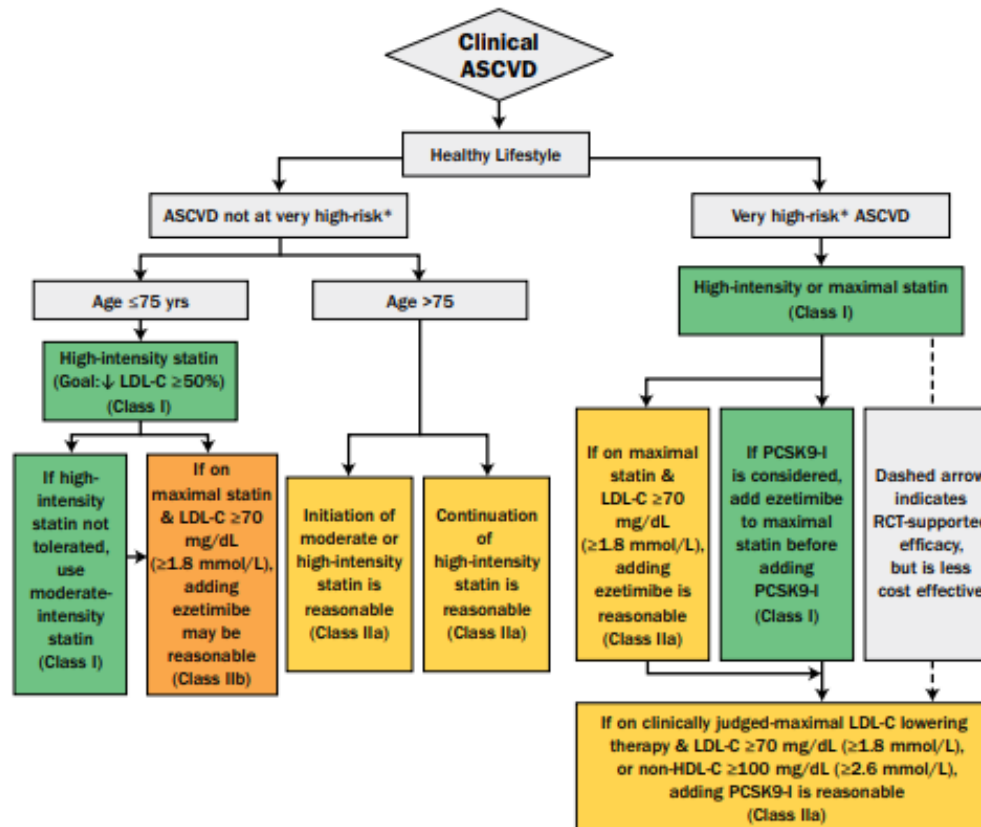 Clinical
ASCVD
Healthy Lifestyle
ASCVD not at very high-risk*
Very high-risk* ASCVD
Age ≤75 yrs
Age >75
High-intensity or maximal statin
(Class I)
High-intensity statin
(Goal:↓ LDL-C ≥50%)
(Class I)
If high-
intensity
statin not
tolerated,
use
moderate-
intensity
statin
(Class I)
If on
maximal statin
& LDL-C ≥70
mg/dL
(≥1.8 mmol/L),
adding
ezetimibe
may be
reasonable
(Class IIb)
Initiation of
moderate or
high-intensity
statin is
reasonable
(Class IIa)
Continuation
of
high-intensity
statin is
reasonable
(Class IIa)
If on maximal
statin &
LDL-C ≥70
mg/dL
(≥1.8 mmol/L),
adding
ezetimibe is
reasonable
(Class IIa)
If PCSK9-I
is considered,
add ezetimibe
to maximal
statin before
adding
PCSK9-I
(Class I)
Dashed arrow
indicates
RCT-supported
efficacy,
but is less
cost effective
If on clinically judged-maximal LDL-C lowering
therapy & LDL-C ≥70 mg/dL (≥1.8 mmol/L),
or non-HDL-C ≥100 mg/dL (≥2.6 mmol/L),
adding PCSK9-I is reasonable
(Class IIa)